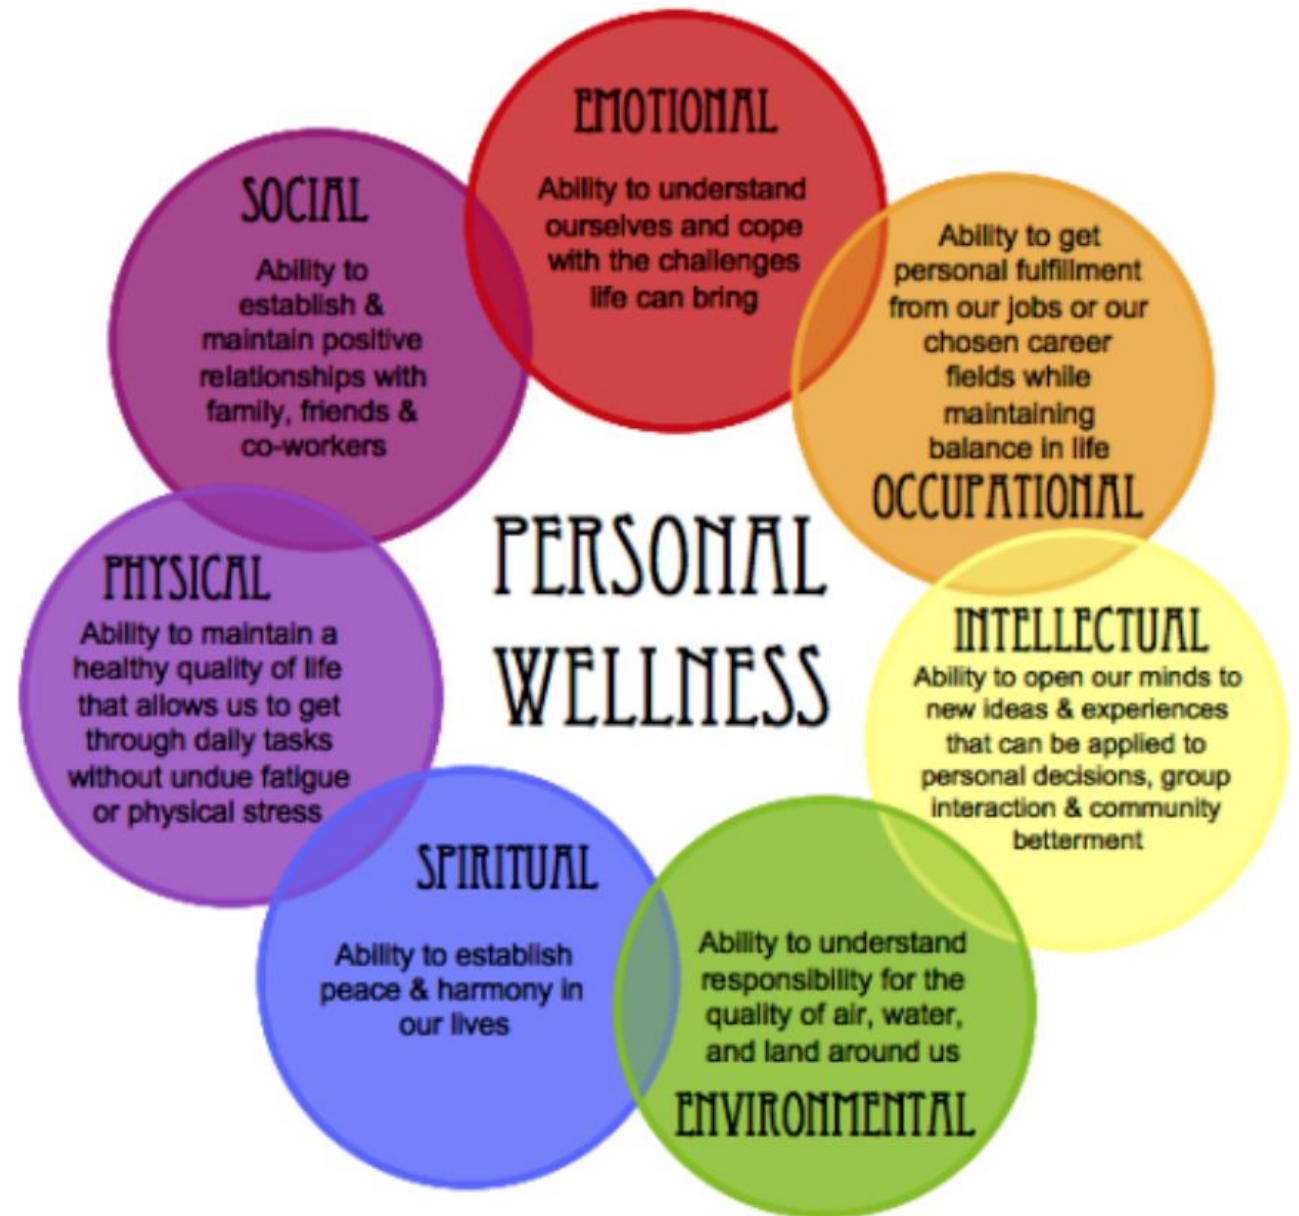 EMOTIONAL
Ability to understand
ourselves and cope
with the challenges
life can bring
SOCIAL
Ability to
establish &
maintain positive
relationships with
family, friends &
co-workers
Ability to get
personal fulfillment
from our jobs or our
chosen career
fields while
maintaining
balance in life
OCCUPATIONAL
PERSONAL
WELLNESS
PHYSICAL
Ability to maintain a
healthy quality of life
that allows us to get
through daily tasks
without undue fatigue
or physical stress
INTELLECTUAL
Ability to open our minds to
new ideas & experiences
that can be applied to
personal decisions, group
interaction & community
betterment
SPIRITUAL
Ability to establish
peace & harmony in
our lives
Ability to understand
responsibility for the
quality of air, water,
and land around us
ENVIRONMENTAL